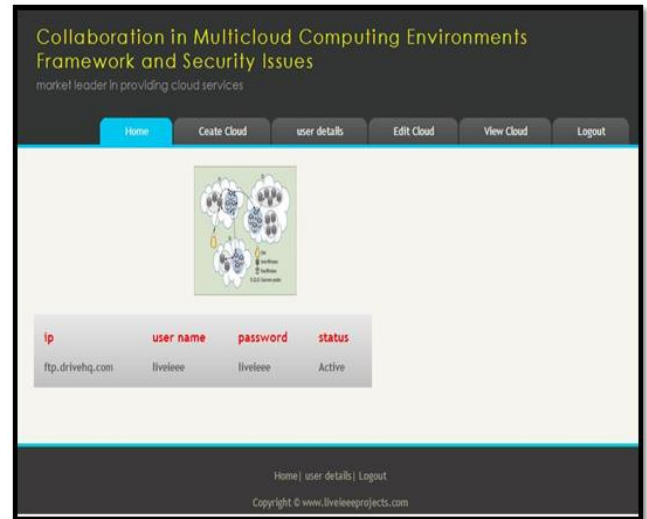 Collaboration in Multicloud Computing Environments
Framework and Security Issues
market leader in providing cloud services
Home Ceate Cloud user details Edit Cloud View Cloud Logout
ip user name password status
ftp.drivehq.com liveieee liveieee Active
Home| user details| Logout
Copyright © www.liveieeeprojects.com